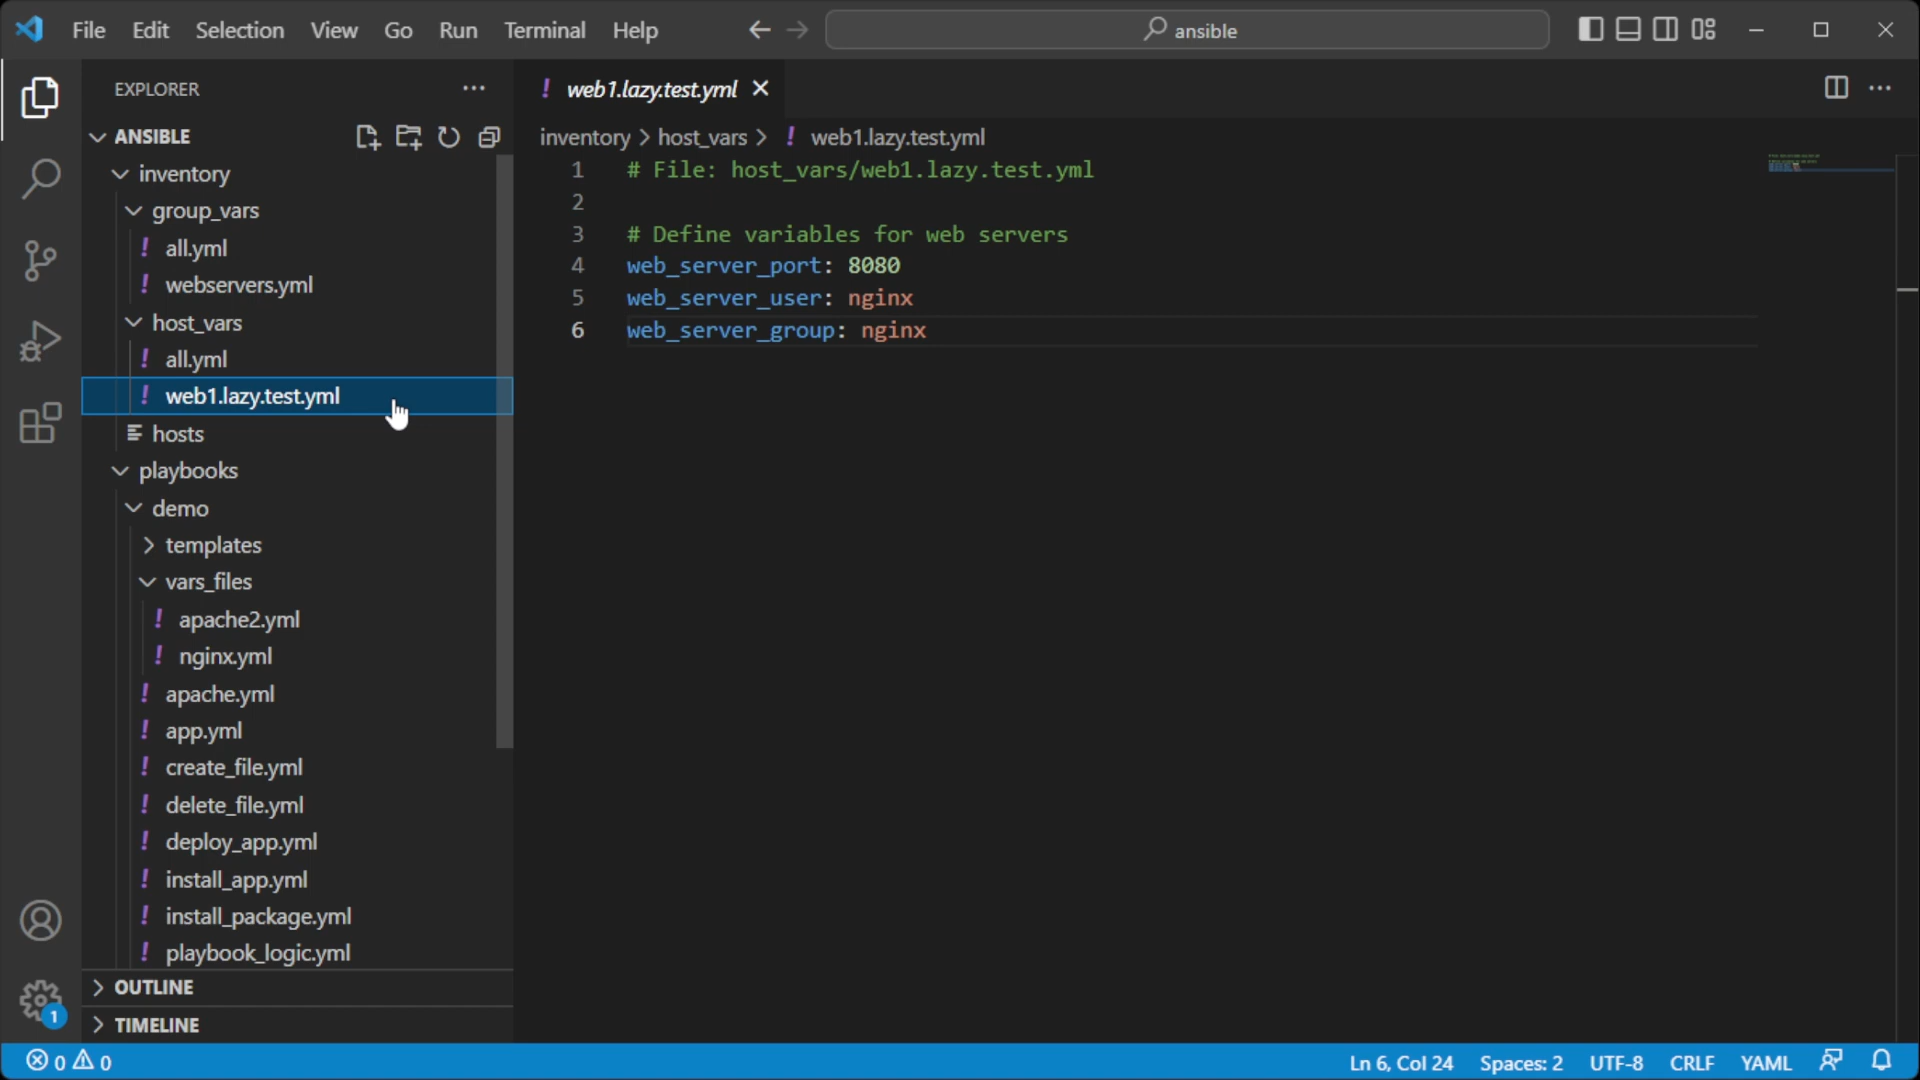 File Edit Selection View Go Run Terminal Help
ansible
EXPLORER
ANSIBLE
inventory
group_vars
! all.yml
! webservers.yml
host_vars
! all.yml
! web1.lazy.test.yml
hosts
playbooks
demo
templates
vars_files
! apache2.yml
! nginx.yml
! apache.yml
! app.yml
! create_file.yml
! delete_file.yml
! deploy_app.yml
! install_app.yml
! install_package.yml
! playbook_logic.yml
OUTLINE
TIMELINE
1
! web1.lazy.test.yml
inventory > host_vars > ! web1.lazy.test.yml
1 # File: host_vars/web1.lazy.test.yml
2
3 # Define variables for web servers
4 web_server_port: 8080
5 web_server_user: nginx
6 web_server_group: nginx
0 0
Ln 6, Col 24 Spaces: 2 UTF-8 CRLF YAML